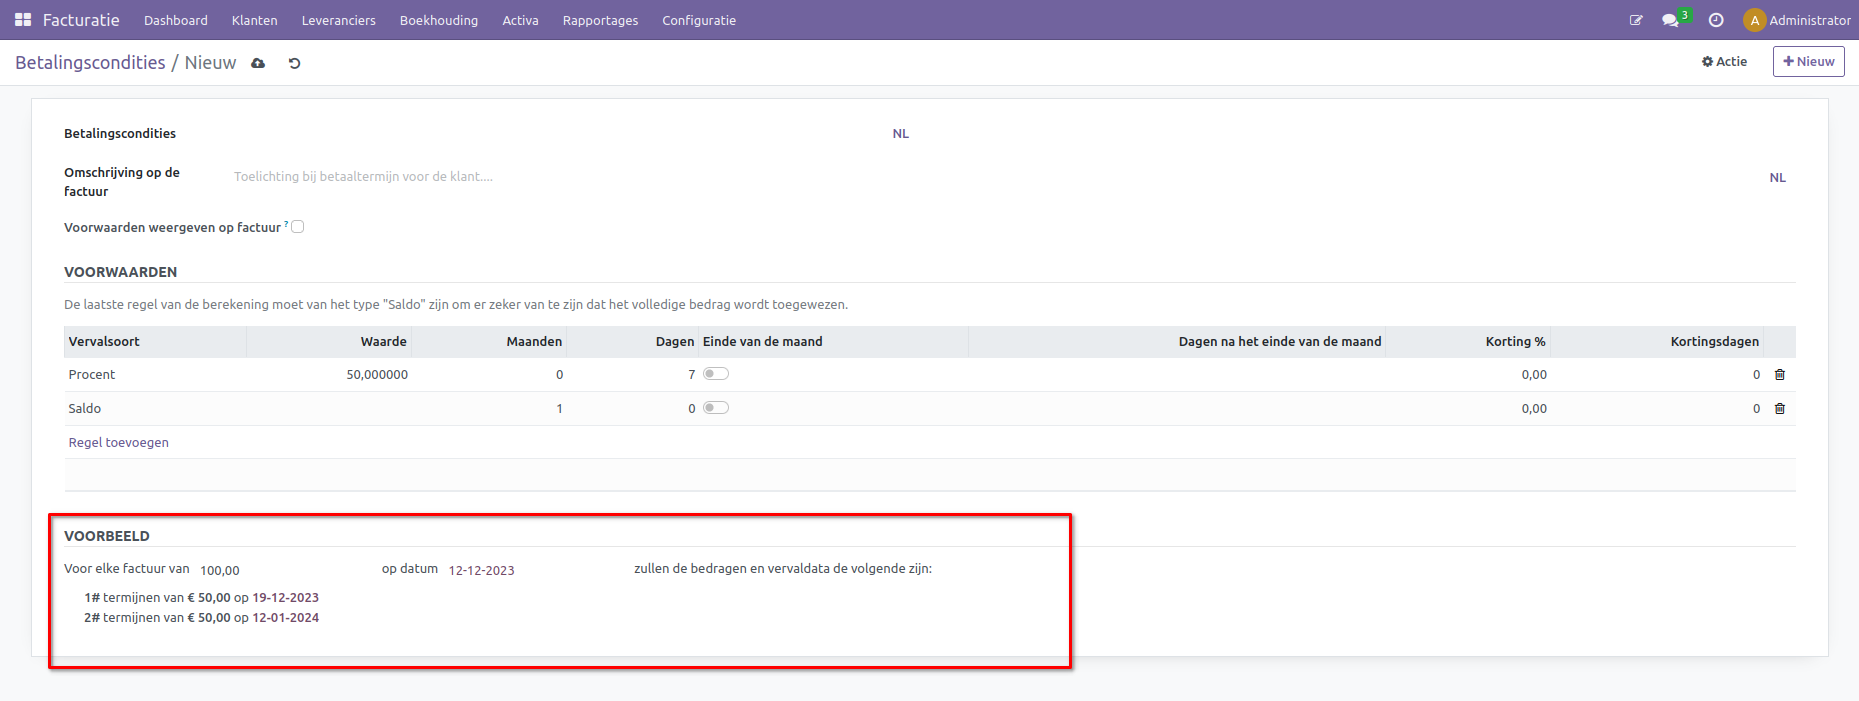 Facturatie Dashboard Klanten Leveranciers Boekhouding Activa Rapportages Configuratie 3 A Administrator
Betalingscondities / Nieuw Actie Nieuw
Betalingscondities NL
Omschrijving op de factuur Toelichting bij betaaltermijn voor de klant.... NL
Voorwaarden weergeven op factuur ?
VOORWAARDEN
De laatste regel van de berekening moet van het type "Saldo" zijn om er zeker van te zijn dat het volledige bedrag wordt toegewezen.
Vervalsoort Waarde Maanden Dagen Einde van de maand Dagen na het einde van de maand Korting % Kortingsdagen
Procent 50,000000 0 7 0,00 0
Saldo 1 0 0,00 0
Regel toevoegen
VOORBEELD
Voor elke factuur van 100,00 op datum 12-12-2023 zullen de bedragen en vervaldata de volgende zijn:
1# termijnen van € 50,00 op 19-12-2023
2# termijnen van € 50,00 op 12-01-2024